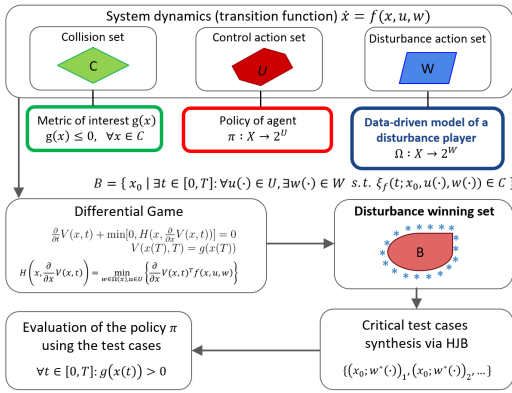 System dynamics (transition function) ẋ = f(x, u, w)
Collision set
C
Control action set
U
Disturbance action set
W
Metric of interest g(x)
g(x) ≤ 0, ∀x ∈ C
Policy of agent
π : X → 2^U
Data-driven model of a
disturbance player
Ω : X → 2^W
B = { x₀ | ∃t ∈ [0, T]: ∀u(·) ∈ U, ∃w(·) ∈ W s.t. ξ_f(t; x₀, u(·), w(·)) ∈ C }
Differential Game
∂/∂t V(x, t) + min[0, H(x, ∂/∂x V(x, t))] = 0
V(x(T), T) = g(x(T))
H(x, ∂/∂x V(x, t)) = min_{w∈Ω(x),u∈U} {∂/∂x V(x, t)^T f(x, u, w)}
Disturbance winning set
B
Evaluation of the policy π
using the test cases
∀t ∈ [0, T]: g(x(t)) > 0
Critical test cases
synthesis via HJB
{(x₀; w*(·))₁, (x₀; w*(·))₂, …}